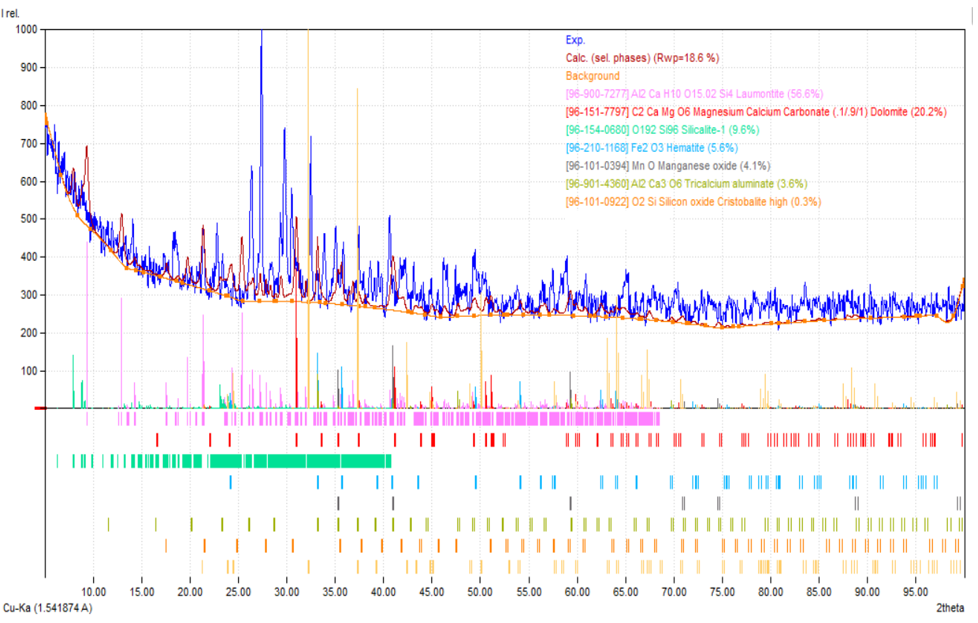 I rel.
1000
Exp.
Calc. (sel. phases) (Rwp=18.6 %)
Background
[96-900-7277] Al2 Ca H10 O15.02 Si4 Laumontite (56.6%)
[96-151-7797] C2 Ca Mg O6 Magnesium Calcium Carbonate (.1/.9/1) Dolomite (20.2%)
[96-154-0680] O192 Si96 Silicalite-1 (9.6%)
[96-210-1168] Fe2 O3 Hematite (5.6%)
[96-101-0394] Mn O Manganese oxide (4.1%)
[96-901-4360] Al2 Ca3 O6 Tricalcium aluminate (3.6%)
[96-101-0922] O2 Si Silicon oxide Cristobalite high (0.3%)
900
800
700
600
500
400
300
200
100
10.00 15.00 20.00 25.00 30.00 35.00 40.00 45.00 50.00 55.00 60.00 65.00 70.00 75.00 80.00 85.00 90.00 95.00
Cu-Ka (1.541874 A) 2theta